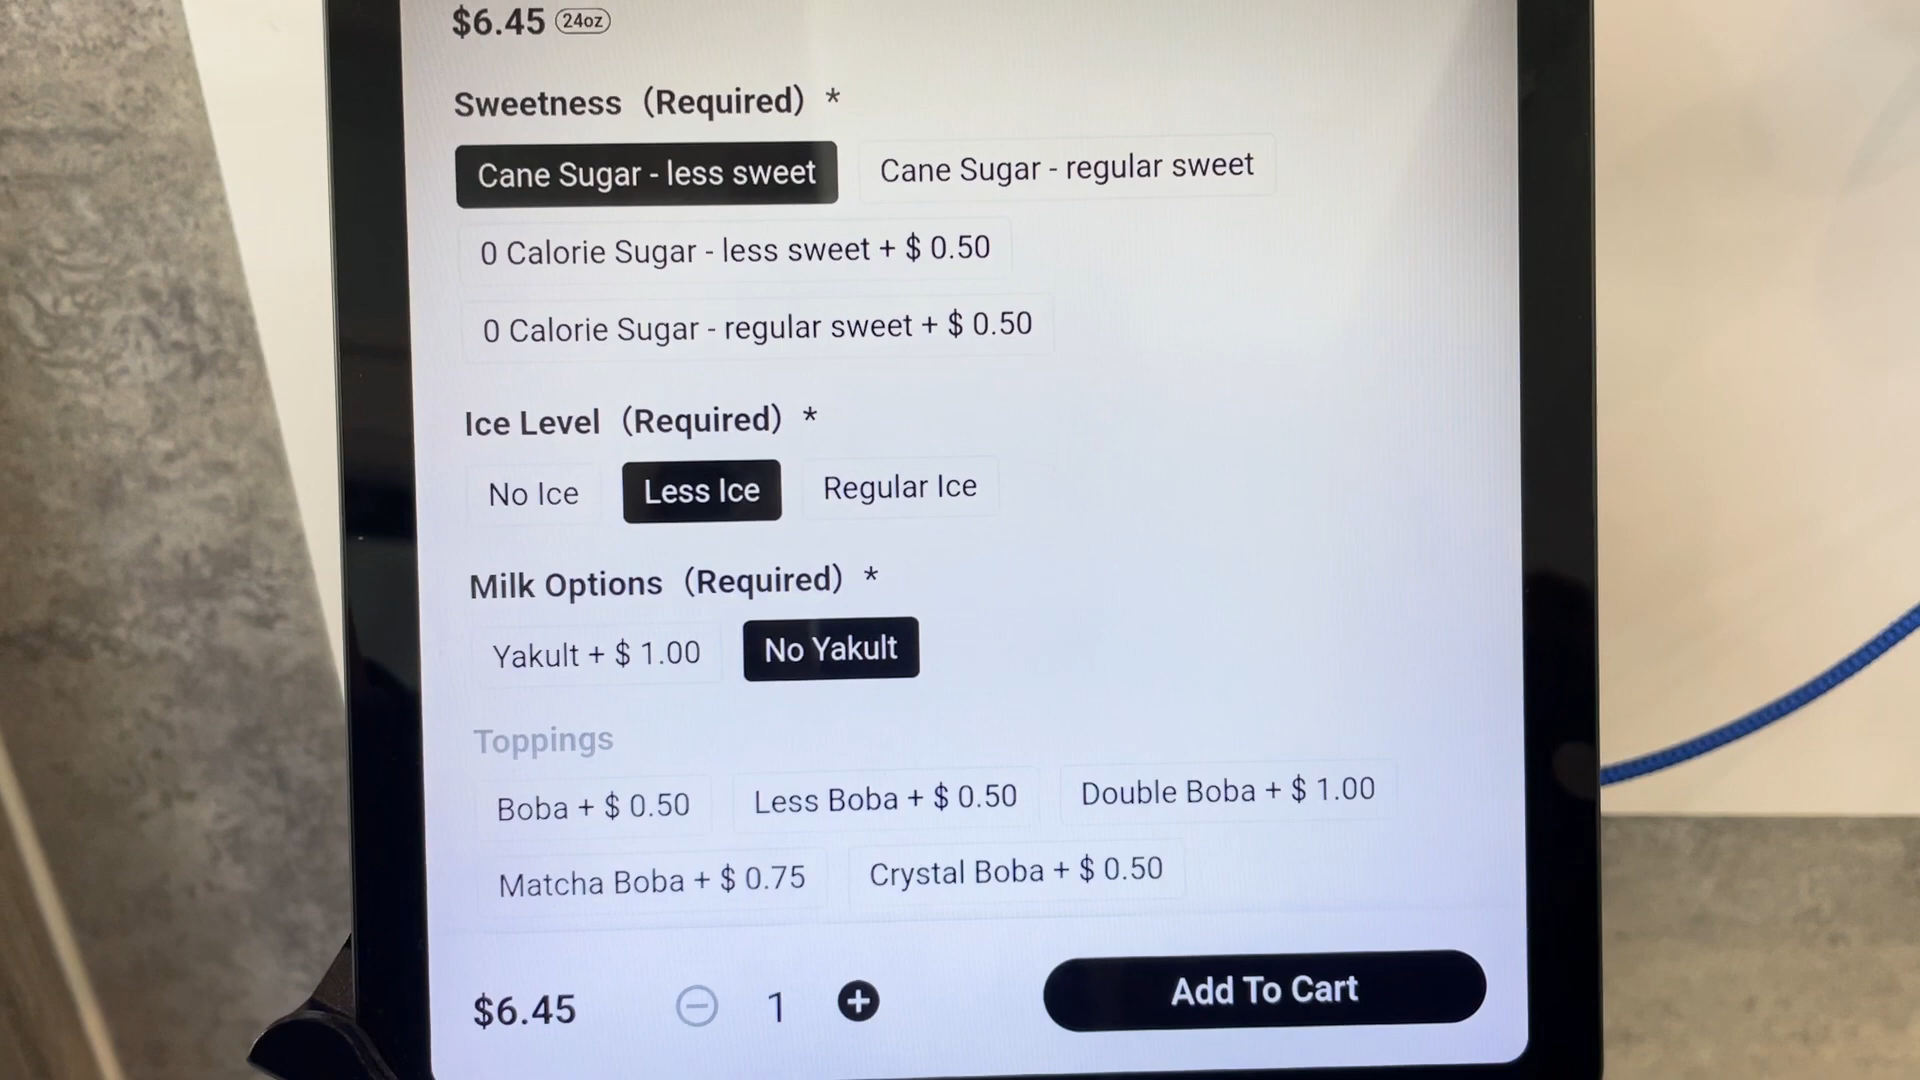 $6.45 24oz
Sweetness (Required) *
Cane Sugar - less sweet Cane Sugar - regular sweet
0 Calorie Sugar - less sweet + $ 0.50
0 Calorie Sugar - regular sweet + $ 0.50
Ice Level (Required) *
No Ice Less Ice Regular Ice
Milk Options (Required) *
Yakult + $ 1.00 No Yakult
Toppings
Boba + $ 0.50 Less Boba + $ 0.50 Double Boba + $ 1.00
Matcha Boba + $ 0.75 Crystal Boba + $ 0.50
$6.45 − 1 + Add To Cart